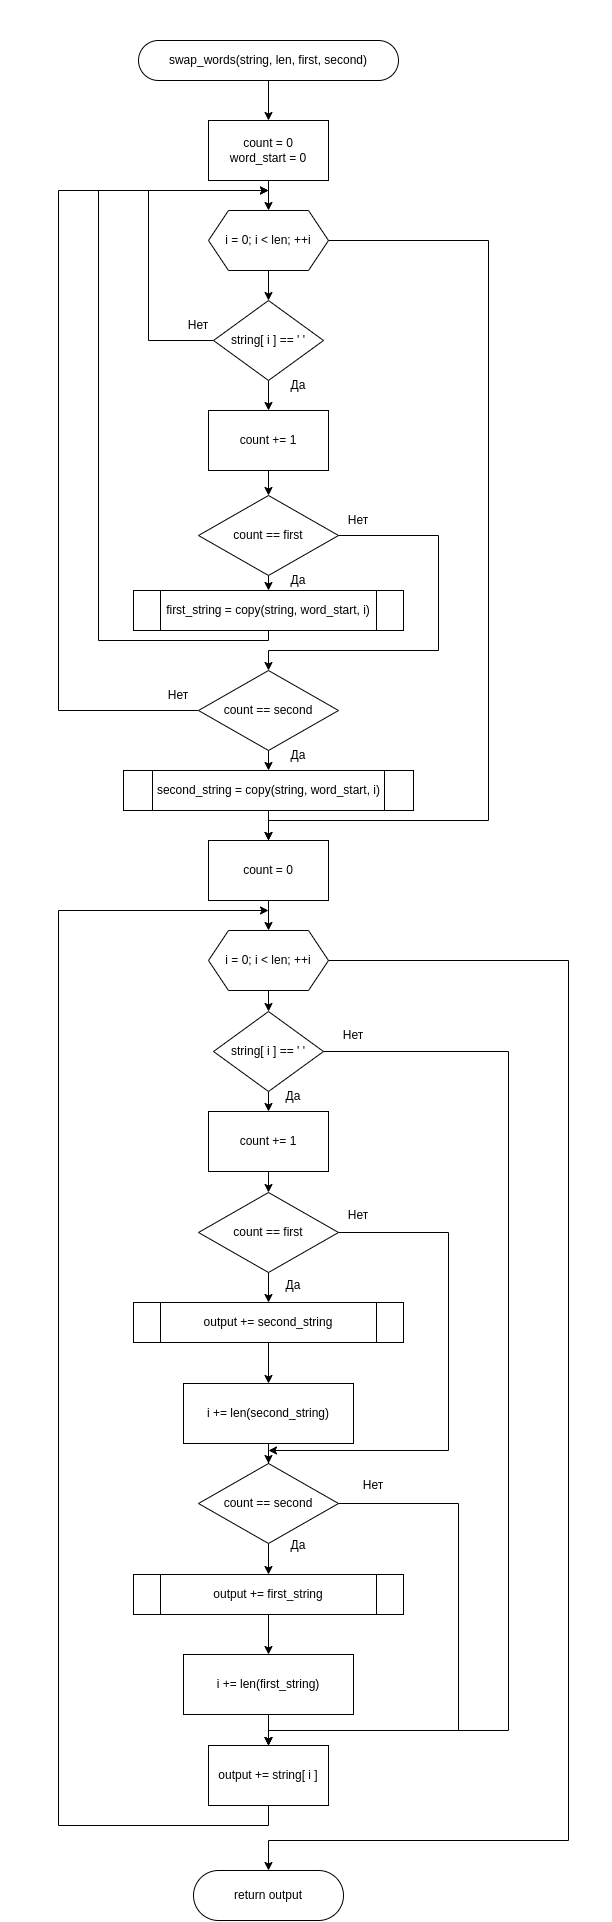 swap_words(string, len, first, second)
count = 0
word_start = 0
i = 0; i < len; ++i
Нет
string[ i ] == ' '
Да
count += 1
Нет
count == first
Да
first_string = copy(string, word_start, i)
Нет
count == second
Да
second_string = copy(string, word_start, i)
count = 0
i = 0; i < len; ++i
Нет
string[ i ] == ' '
Да
count += 1
Нет
count == first
Да
output += second_string
i += len(second_string)
Нет
count == second
Да
output += first_string
i += len(first_string)
output += string[ i ]
return output